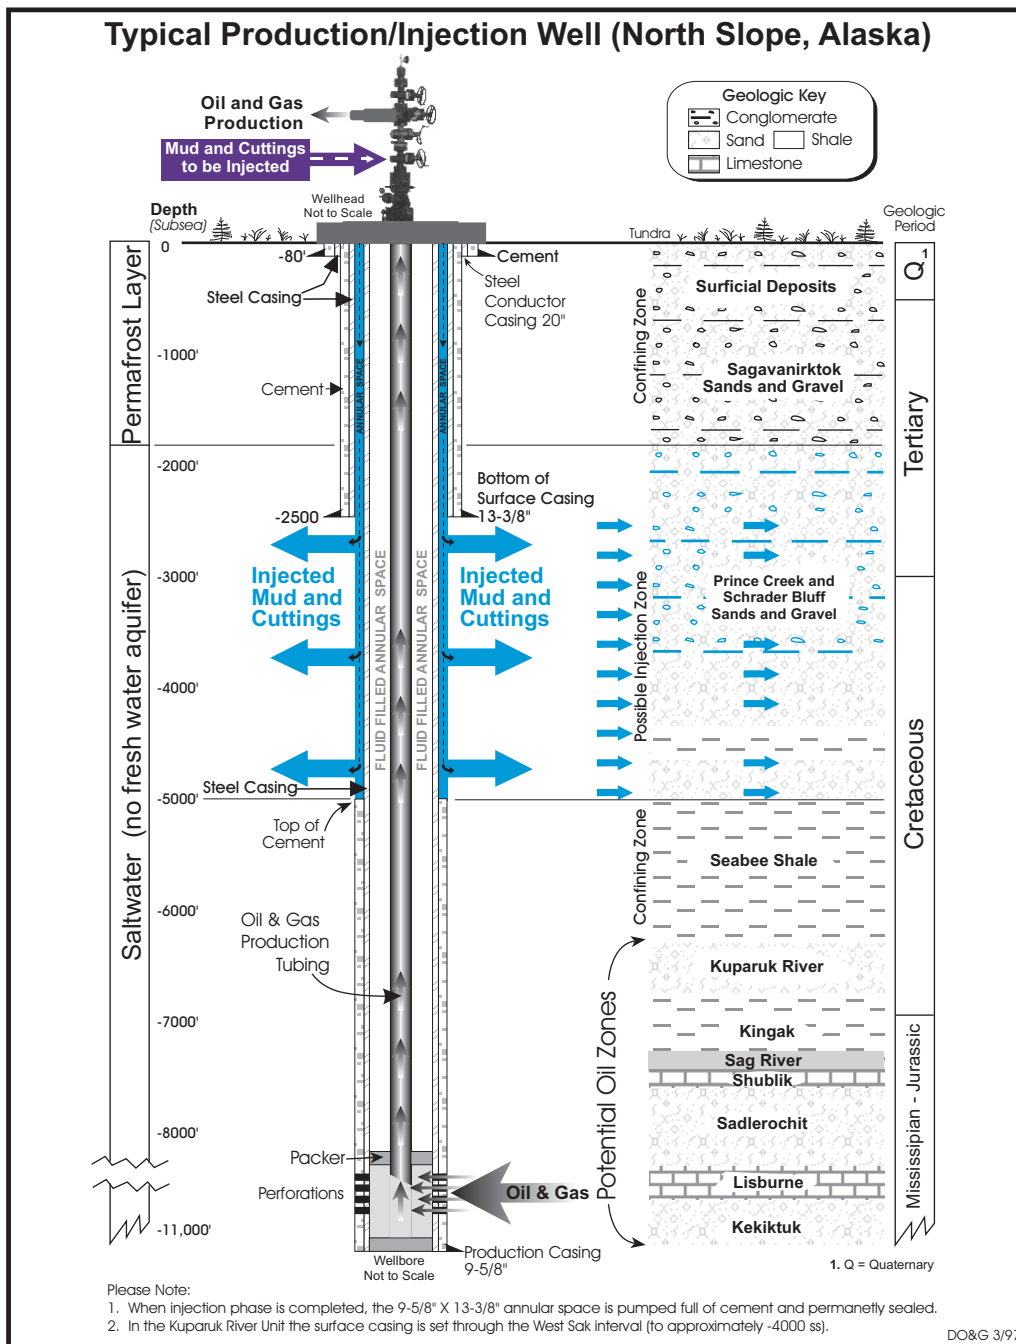 Typical Production/Injection Well (North Slope, Alaska)
Oil and Gas
Production
Mud and Cuttings
to be Injected
Geologic Key
Conglomerate
Sand
Shale
Limestone
Wellhead
Not to Scale
Depth
(Subsea)
Geologic
Period
Tundra
0
-80'
Cement
Steel Casing
Steel
Conductor
Casing 20"
-1000'
Cement
ANNULAR SPACE
ANNULAR SPACE
Permafrost Layer
Confining Zone
Surficial Deposits
Sagavanirktok
Sands and Gravel
Q1
Tertiary
-2000'
-2500
Bottom of
Surface Casing
13-3/8"
-3000'
Injected
Mud and
Cuttings
FLUID FILLED ANNULAR SPACE
FLUID FILLED ANNULAR SPACE
Injected
Mud and
Cuttings
Possible Injection Zone
Prince Creek and
Schrader Bluff
Sands and Gravel
-4000'
Steel Casing
-5000'
Top of
Cement
Saltwater (no fresh water aquifer)
Cretaceous
Confining Zone
Seabee Shale
-6000'
Oil & Gas
Production
Tubing
Kuparuk River
-7000'
Kingak
Sag River
Shublik
Potential Oil Zones
Sadlerochit
Mississipian - Jurassic
-8000'
Packer
Perforations
Oil & Gas
Lisburne
-11,000'
Kekiktuk
Production Casing
9-5/8"
Wellbore
Not to Scale
1. Q = Quaternary
Please Note:
1. When injection phase is completed, the 9-5/8" X 13-3/8" annular space is pumped full of cement and permanetly sealed.
2. In the Kuparuk River Unit the surface casing is set through the West Sak interval (to approximately -4000 ss).
DO&G 3/97